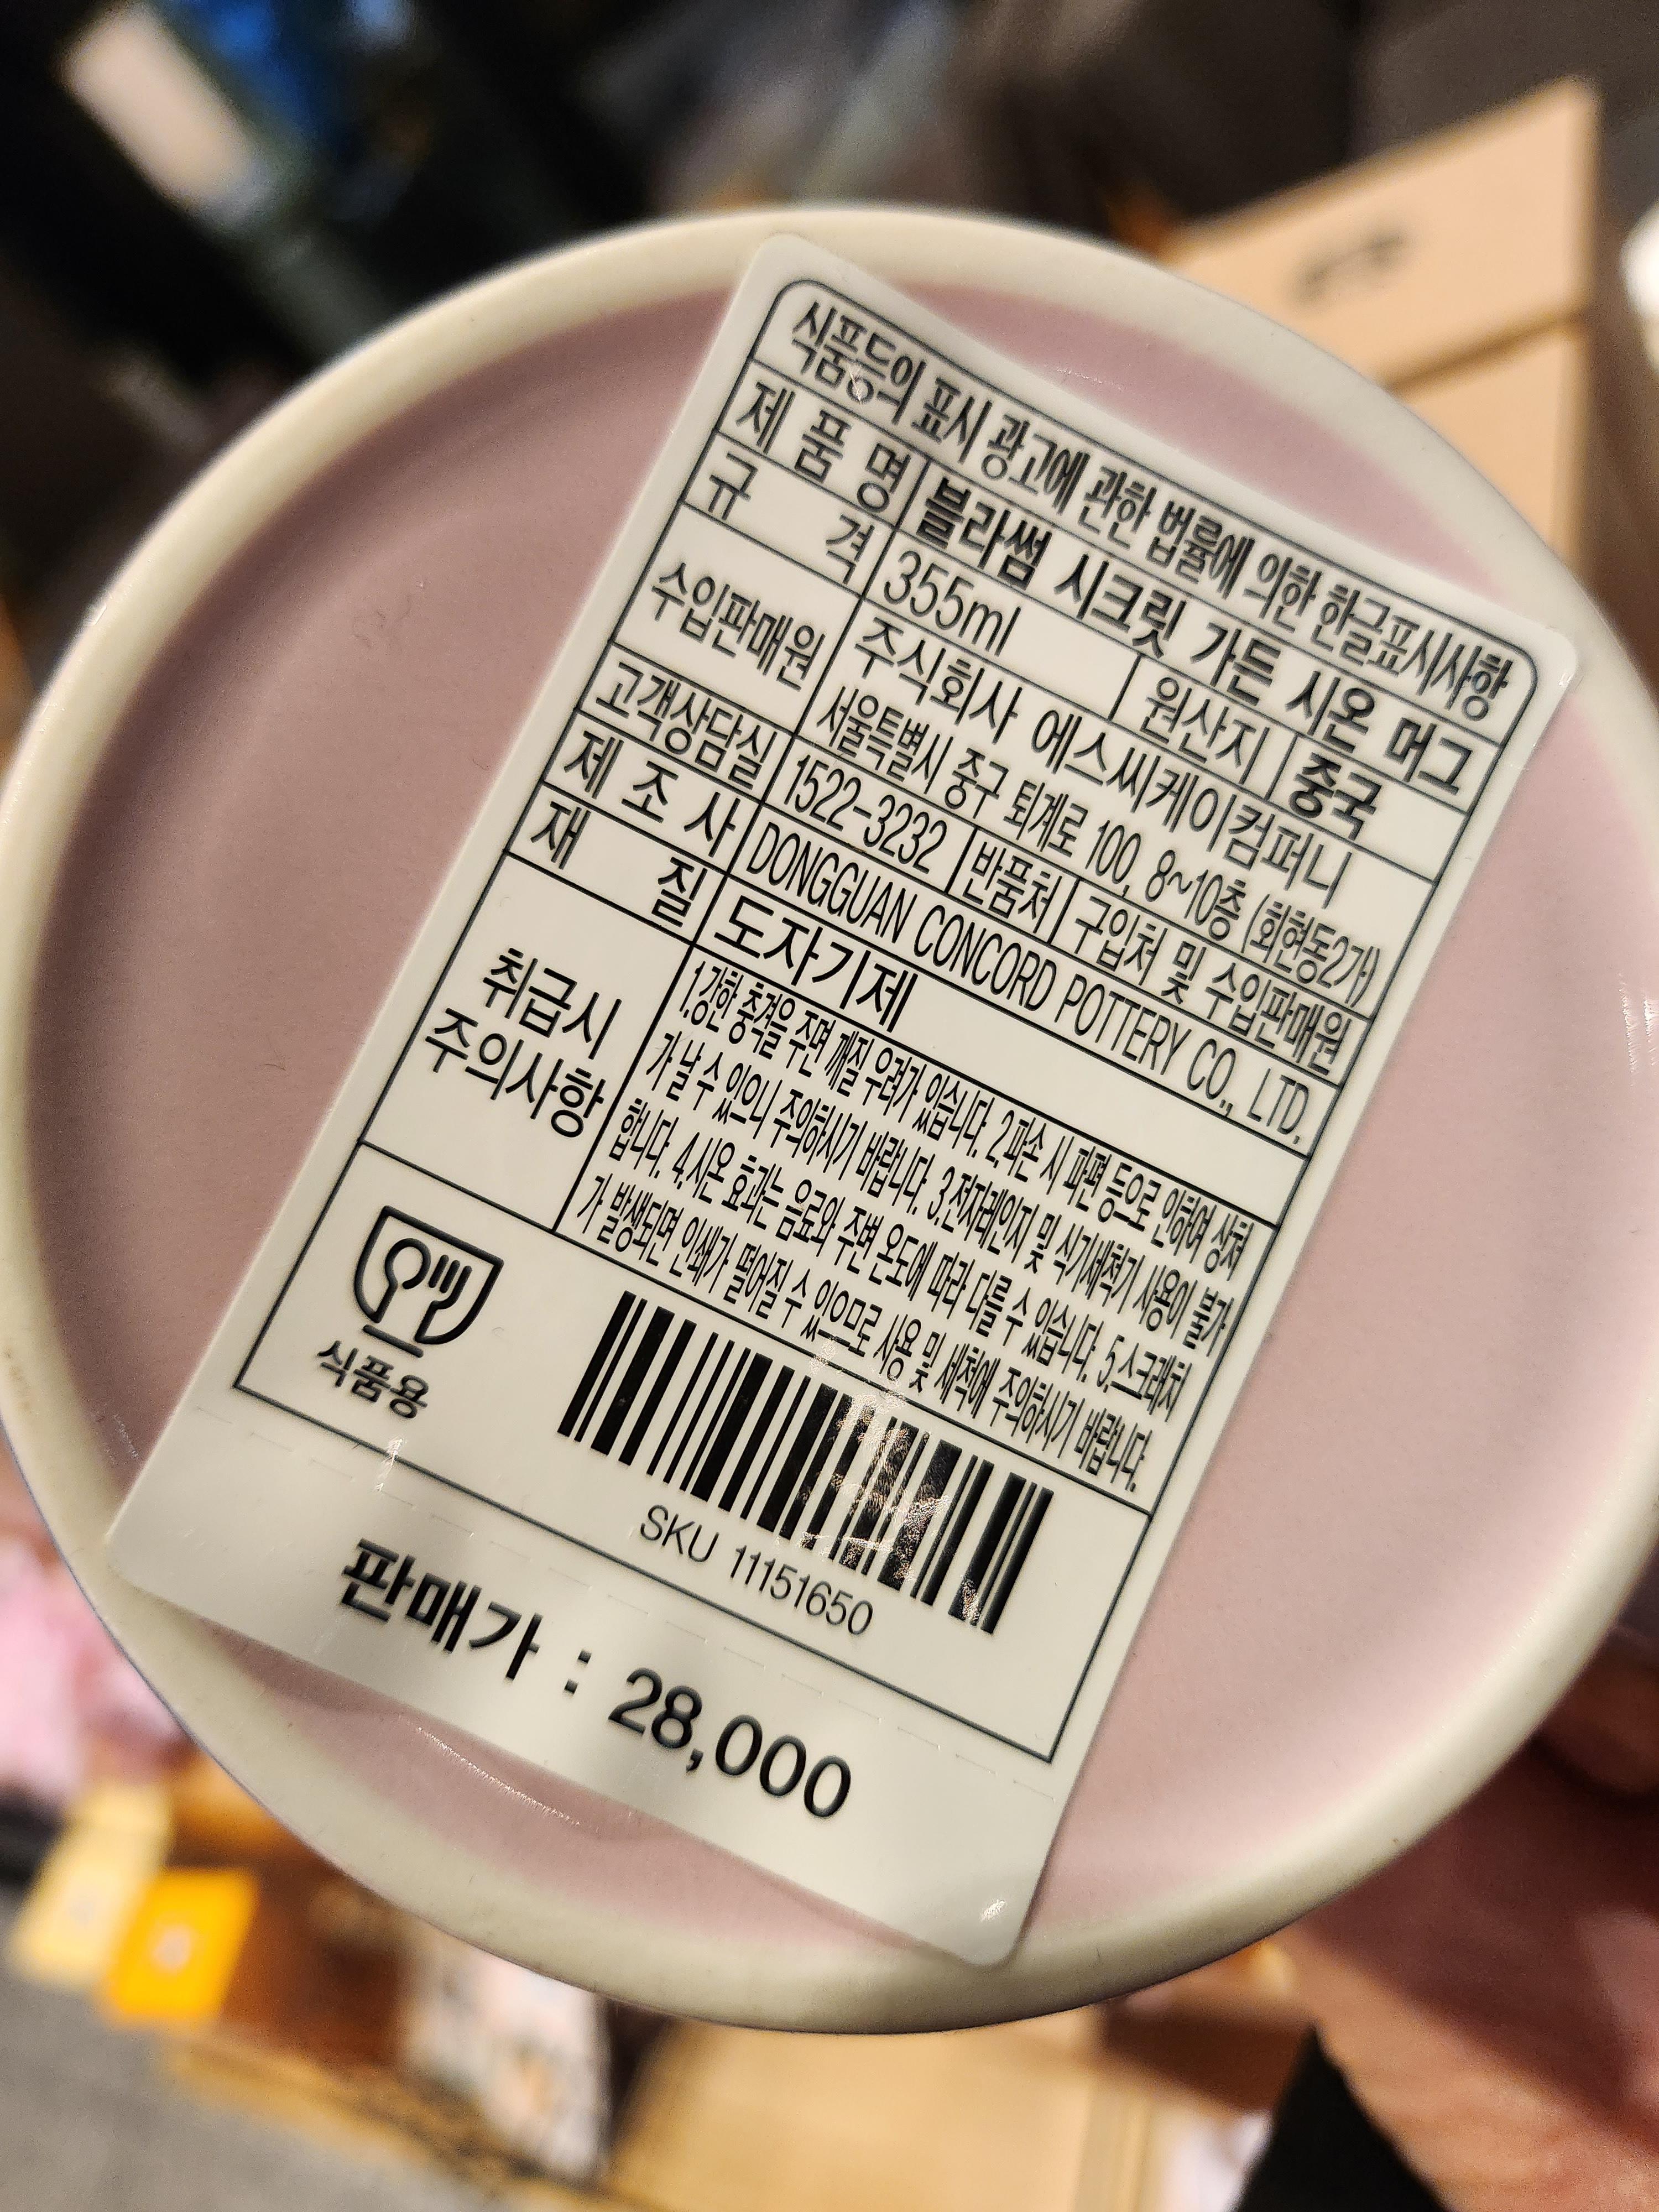 식품등의 표시 광고에 관한 법률에 의한 한글표시사항
제 품 명 블라썸 시크릿 가든 시온 머그
규 격 355ml 원산지 중국
수입판매원 주식회사 에스씨케이컴퍼니
서울특별시 중구 퇴계로 100, 8~10층 (회현동2가)
고객상담실 1522-3232 반품처 구입처 및 수입판매원
제 조 사 DONGGUAN CONCORD POTTERY CO., LTD.
재 질 도자기제
취급시
주의사항
1.강한 충격을 주면 깨질 우려가 있습니다. 2.파손 시 파편 등으로 인하여 상처
가 날 수 있으니 주의하시기 바랍니다. 3.전자레인지 및 식기세척기 사용이 불가
합니다. 4.시온 효과는 음료와 주변 온도에 따라 다를 수 있습니다. 5.스크래치
가 발생되면 인쇄가 떨어질 수 있으므로 사용 및 세척에 주의하시기 바랍니다.
식품용
SKU 11151650
판매가 : 28,000